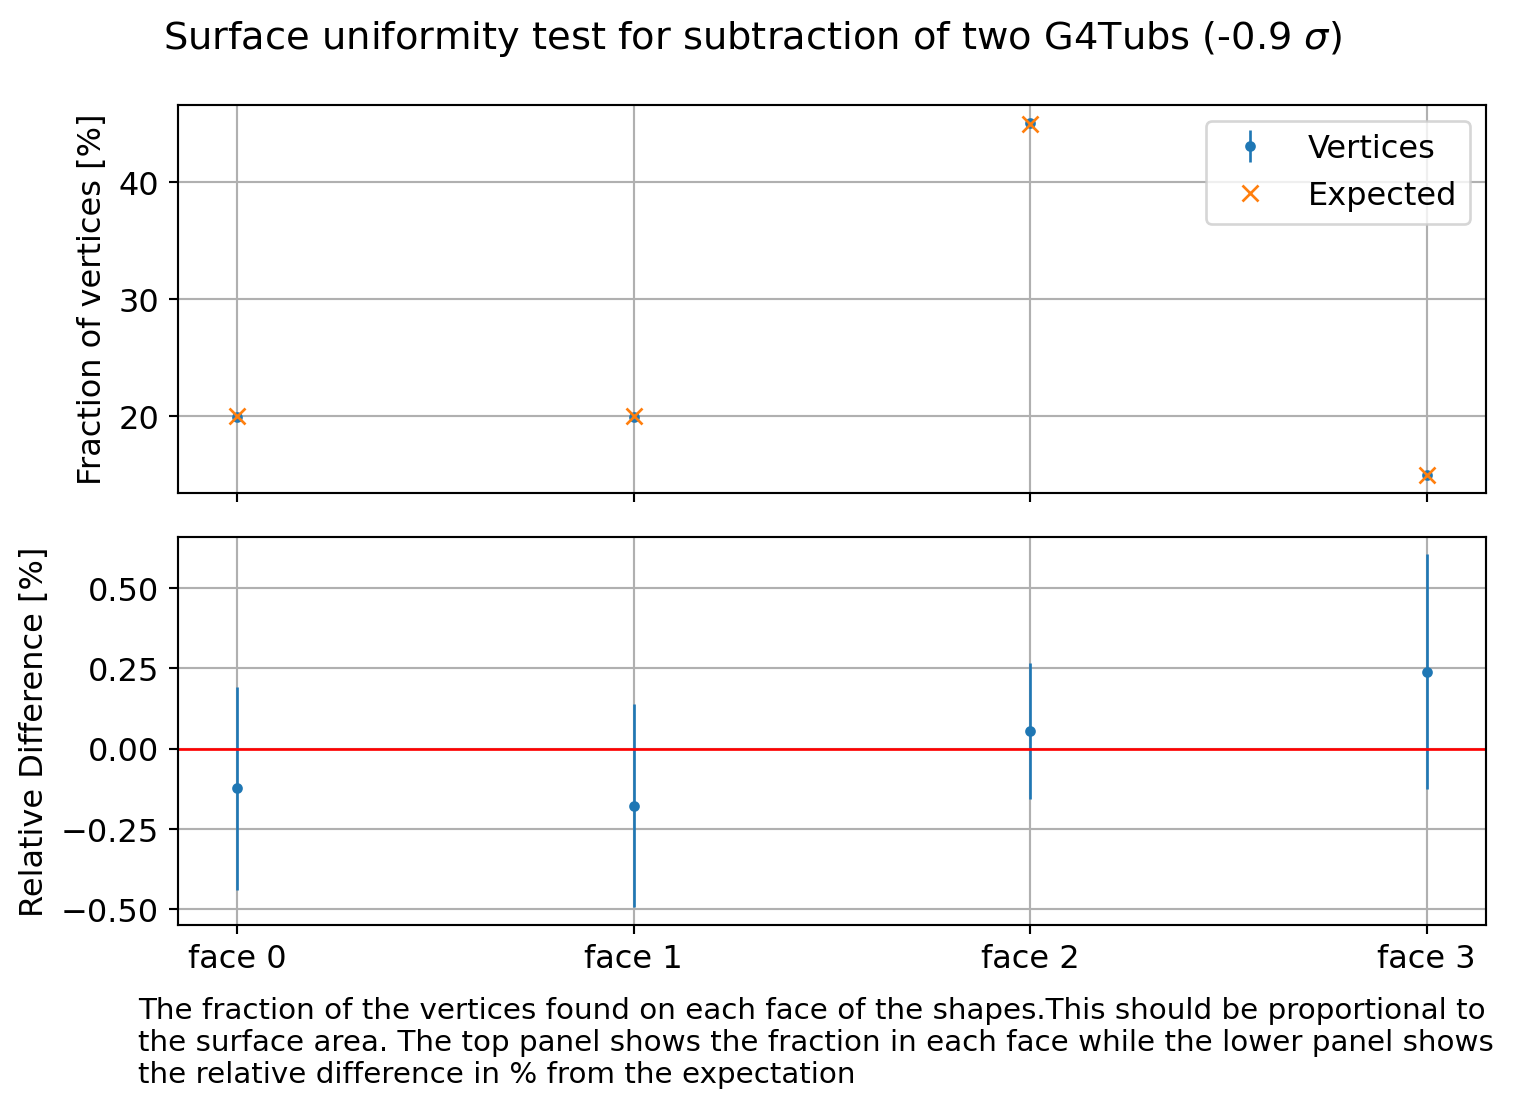 Surface uniformity test for subtraction of two G4Tubs (-0.9 σ)
Fraction of vertices [%]
40
30
20
Vertices
Expected
Relative Difference [%]
0.50
0.25
0.00
−0.25
−0.50
face 0
face 1
face 2
face 3
The fraction of the vertices found on each face of the shapes.This should be proportional to
the surface area. The top panel shows the fraction in each face while the lower panel shows
the relative difference in % from the expectation